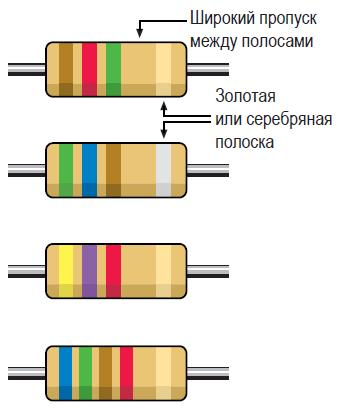 Широкий пропуск
между полосами
Золотая
или серебряная
полоска